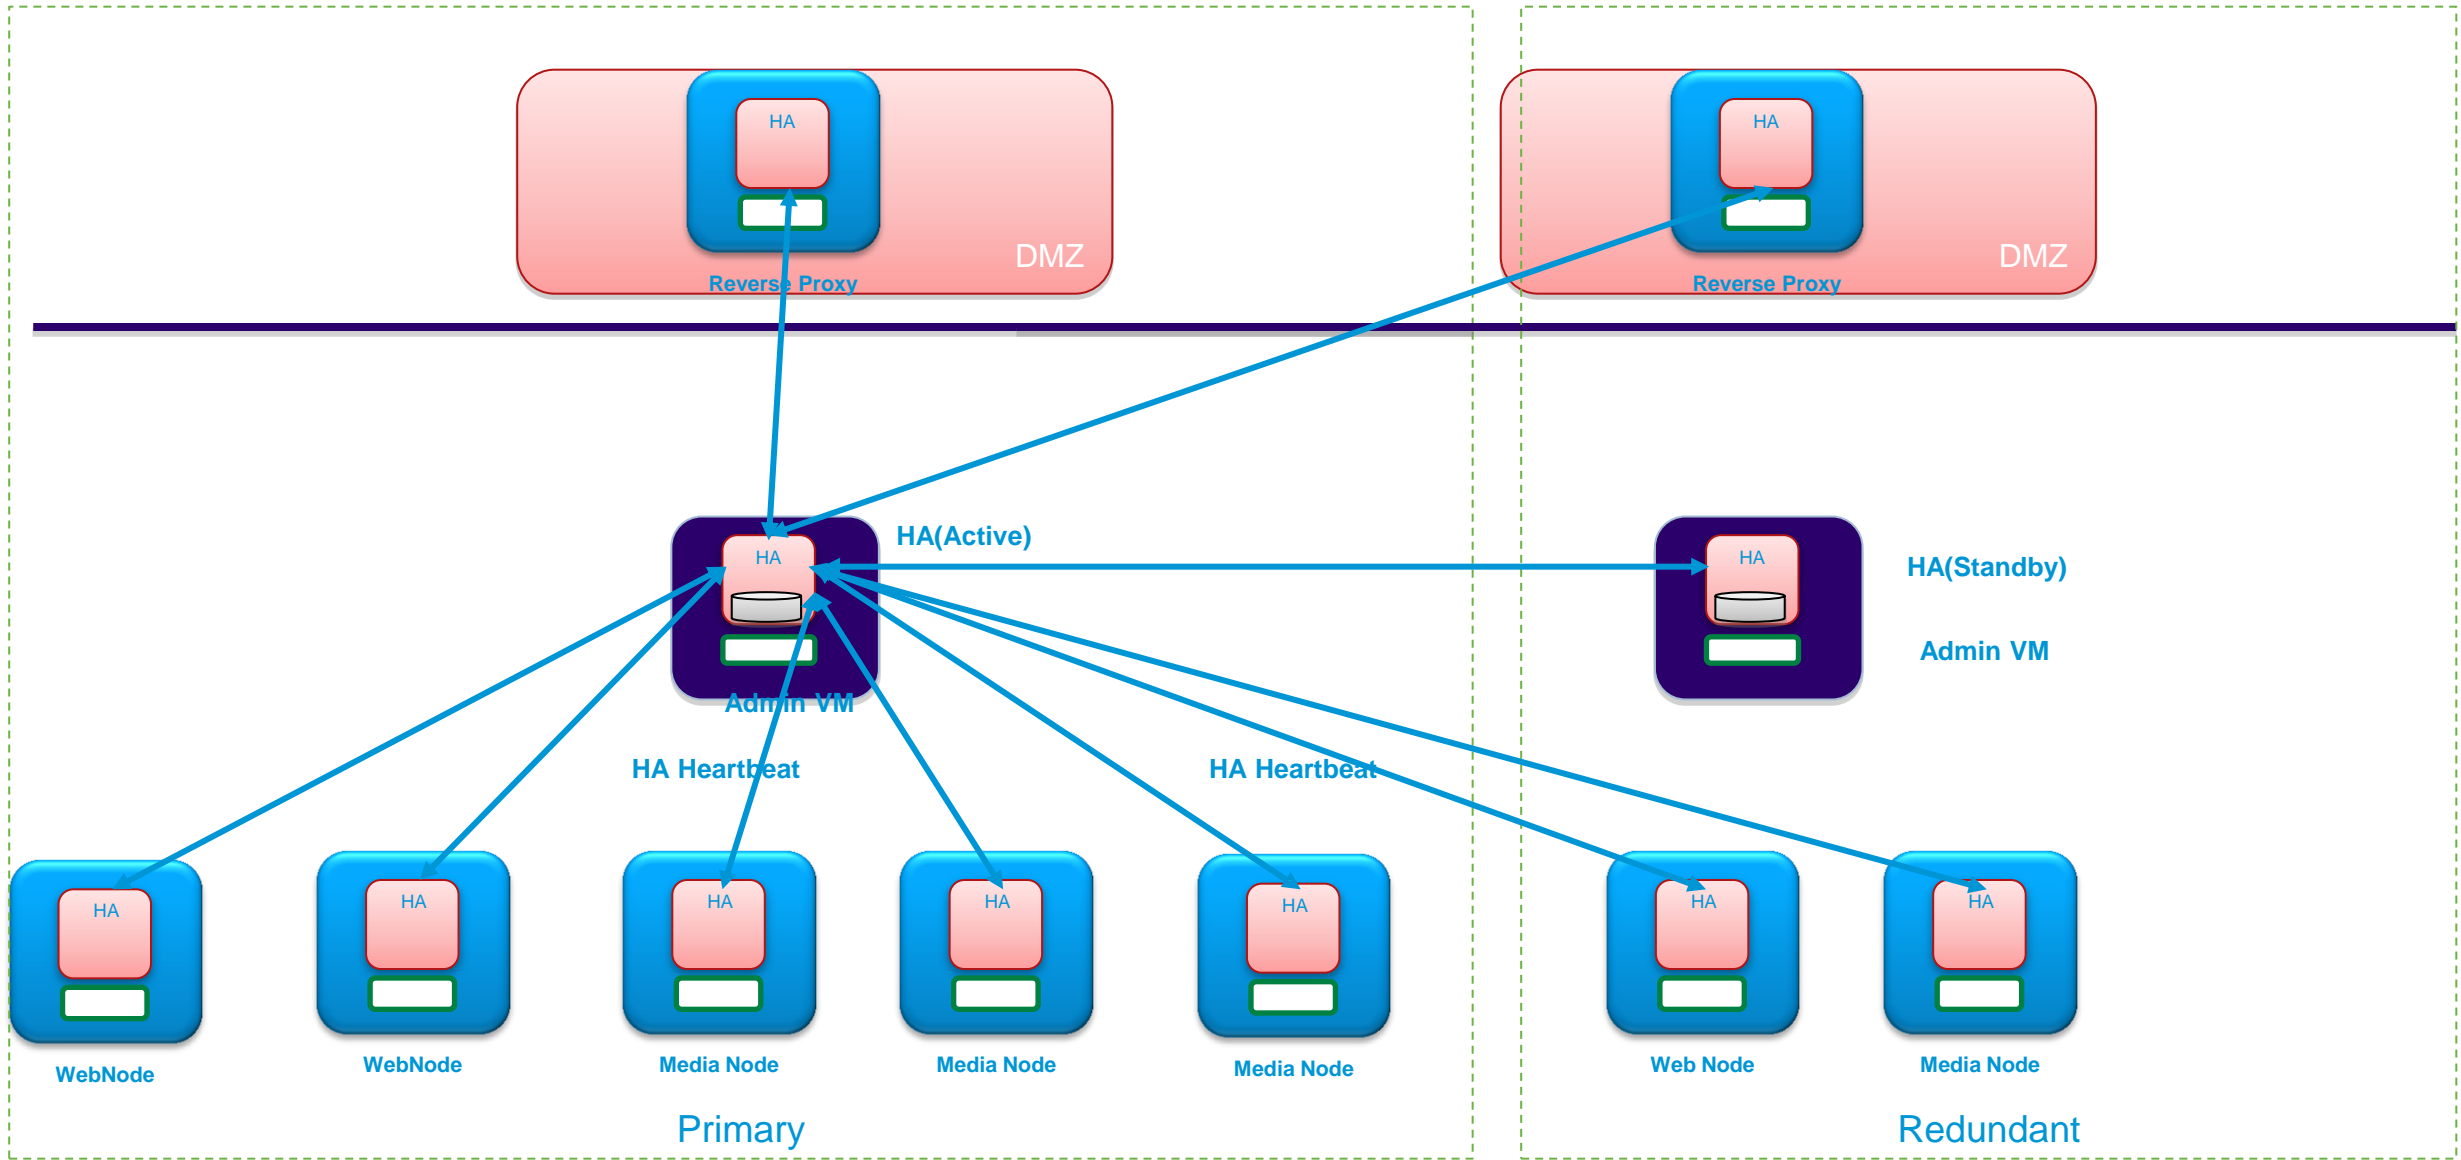 HA
HA
DMZ
DMZ
Reverse Proxy
Reverse Proxy
HA(Active)
HA
HA
HA(Standby)
Admin VM
Admin VM
HA Heartbeat
HA Heartbeat
HA
HA
HA
HA
HA
HA
HA
WebNode
WebNode
Media Node
Media Node
Media Node
Web Node
Media Node
Primary
Redundant